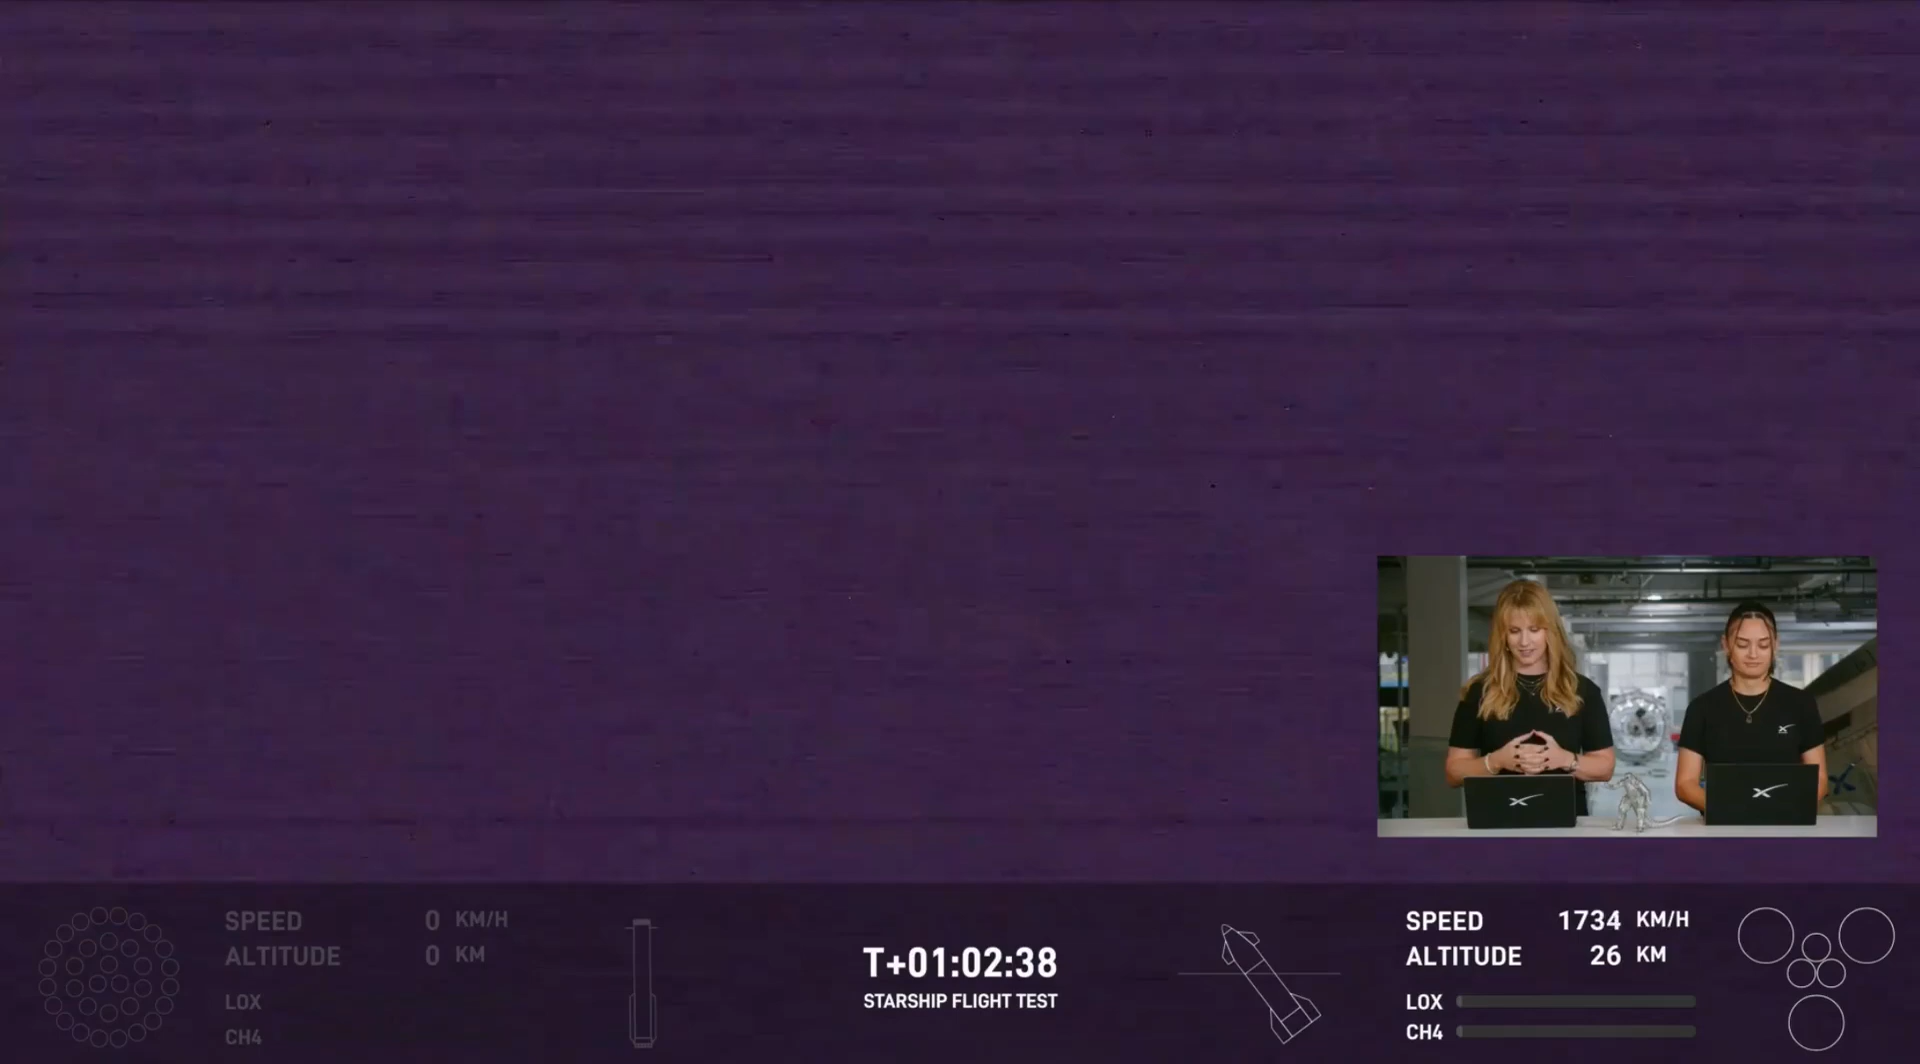 SPEED 0 KM/H
ALTITUDE 0 KM
LOX
CH4
T+01:02:38
STARSHIP FLIGHT TEST
SPEED 1734 KM/H
ALTITUDE 26 KM
LOX
CH4